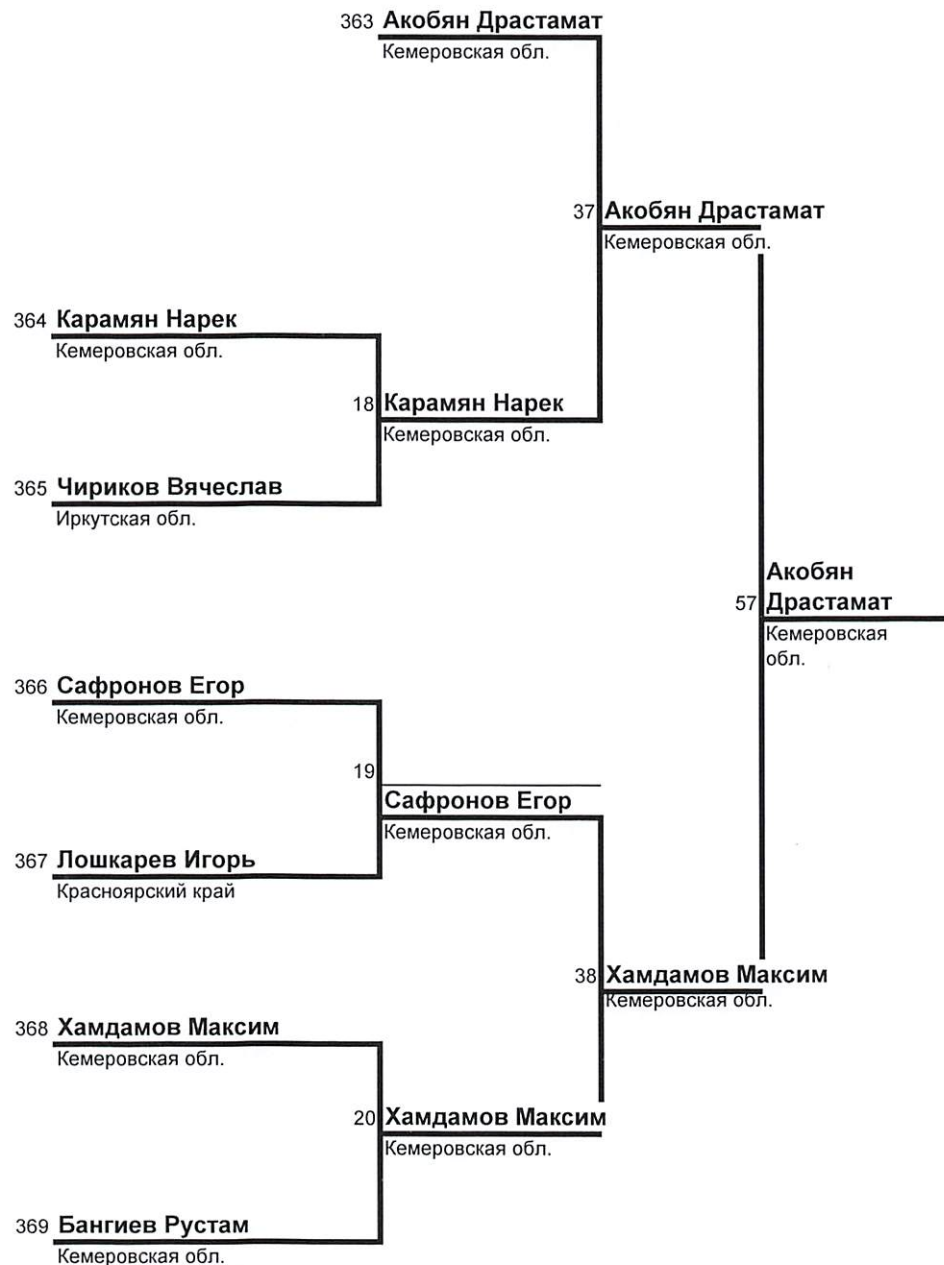 363 Акобян Драстамат
Кемеровская обл.
37 Акобян Драстамат
Кемеровская обл.
364 Карамян Нарек
Кемеровская обл.
18 Карамян Нарек
Кемеровская обл.
365 Чириков Вячеслав
Иркутская обл.
Акобян
57 Драстамат
Кемеровская
обл.
366 Сафронов Егор
Кемеровская обл.
19
Сафронов Егор
Кемеровская обл.
367 Лошкарев Игорь
Красноярский край
38 Хамдамов Максим
Кемеровская обл.
368 Хамдамов Максим
Кемеровская обл.
20 Хамдамов Максим
Кемеровская обл.
369 Бангиев Рустам
Кемеровская обл.